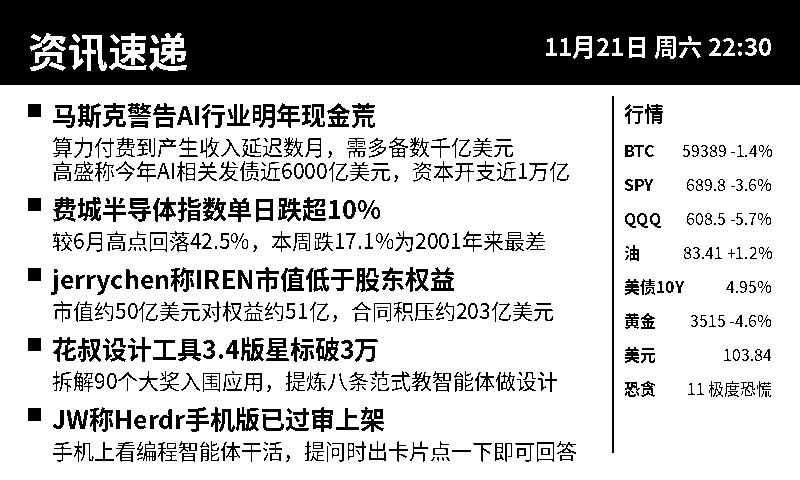 资讯速递
11月21日 周六 22:30
马斯克警告AI行业明年现金荒
算力付费到产生收入延迟数月，需多备数千亿美元
高盛称今年AI相关发债近6000亿美元，资本开支近1万亿
费城半导体指数单日跌超10%
较6月高点回落42.5%，本周跌17.1%为2001年来最差
jerrychen称IREN市值低于股东权益
市值约50亿美元对权益约51亿，合同积压约203亿美元
花叔设计工具3.4版星标破3万
拆解90个大奖入围应用，提炼八条范式教智能体做设计
JW称Herdr手机版已过审上架
手机上看编程智能体干活，提问时出卡片点一下即可回答
行情
BTC 59389 -1.4%
SPY 689.8 -3.6%
QQQ 608.5 -5.7%
油 83.41 +1.2%
美债10Y 4.95%
黄金 3515 -4.6%
美元 103.84
恐贪 11 极度恐慌